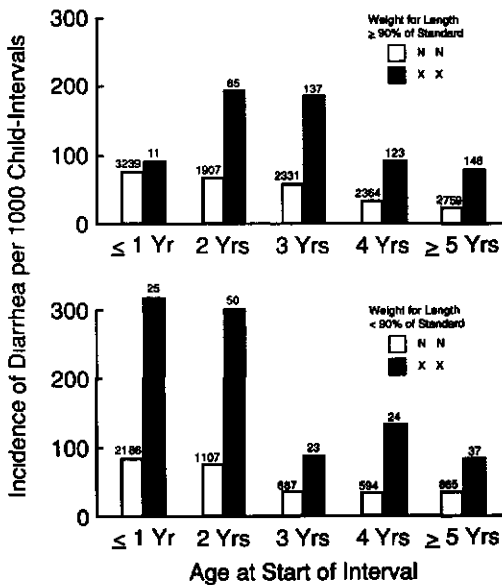 Incidence of Diarrhea per 1000 Child-Intervals
300
200
100
0
Weight for Length
≥ 90% of Standard
N N
X X
3239 11 1907 65 2331 137 2364 123 2759 148
≤ 1 Yr 2 Yrs 3 Yrs 4 Yrs ≥ 5 Yrs
300
200
100
0
Weight for Length
< 90% of Standard
N N
X X
2186 25 1107 50 687 23 594 24 865 37
≤ 1 Yr 2 Yrs 3 Yrs 4 Yrs ≥ 5 Yrs
Age at Start of Interval